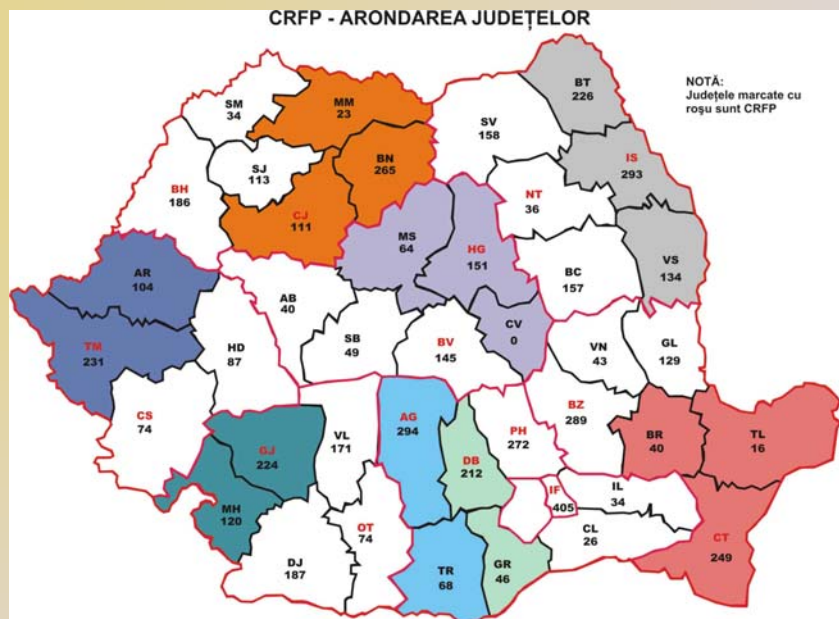 CRFP - ARONDAREA JUDEȚELOR
NOTĂ:
Județele marcate cu
roşu sunt CRFP
BT
226
MM
23
SM
34
SV
158
BN
265
IS
293
SJ
113
BH
186
NT
36
CJ
111
MS
64
HG
151
VS
134
AR
104
BC
157
AB
40
CV
0
SB
49
BV
145
TM
231
HD
87
VN
43
GL
129
CS
74
BZ
289
AG
294
PH
272
BR
40
TL
16
GJ
224
VL
171
DB
212
IF
405
IL
34
MH
120
OT
74
CL
26
CT
249
DJ
187
TR
68
GR
46